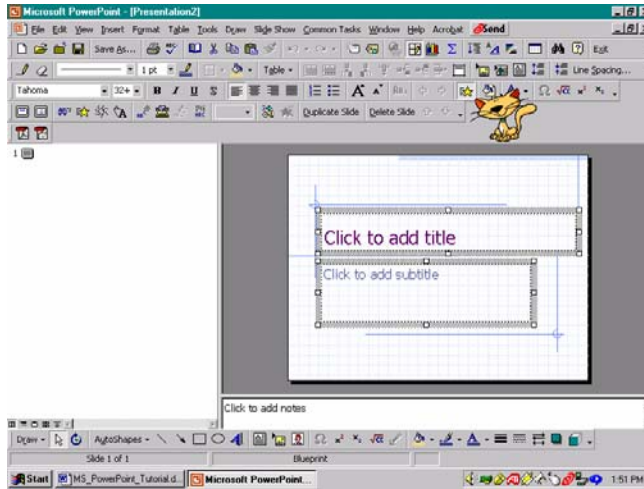 Microsoft PowerPoint - [Presentation2]
File Edit View Insert Format Table Tools Draw Slide Show Common Tasks Window Help Acrobat Send
Save As... Exit
1 pt Table Line Spacing...
Tahoma 32+ B I U S
Duplicate Slide Delete Slide
1
Click to add title
Click to add subtitle
Click to add notes
Draw AutoShapes
Slide 1 of 1 Blueprint
Start MS_PowerPoint_Tutorial.d... Microsoft PowerPoint... 1:51 PM